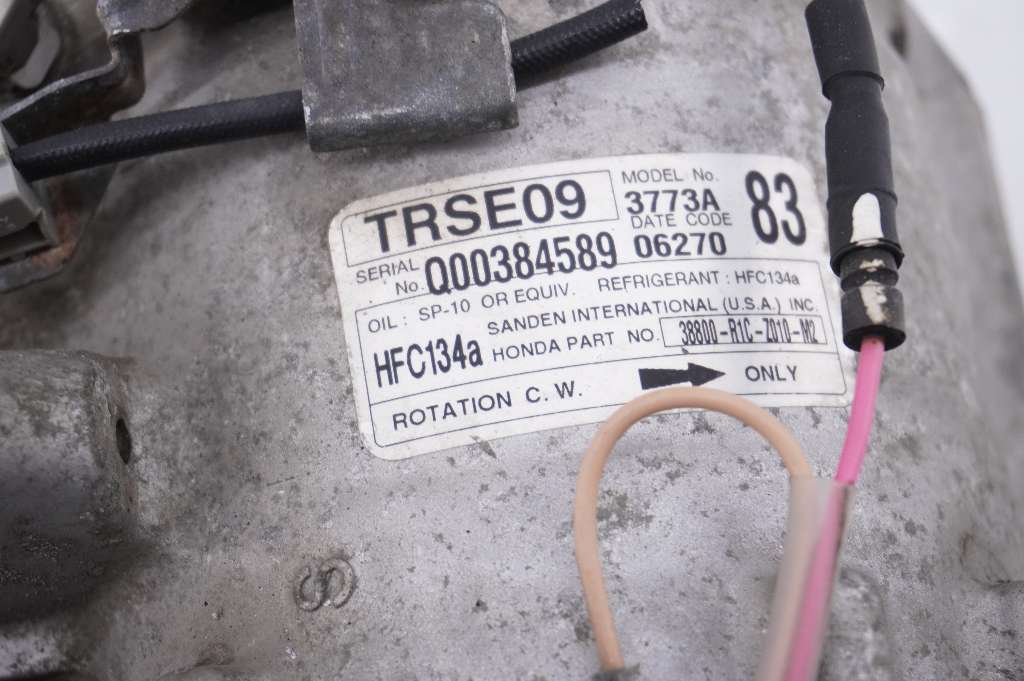 TRSE09
MODEL No.
3773A
DATE CODE
06270
83
SERIAL No. Q00384589
OIL: SP-10 OR EQUIV. REFRIGERANT: HFC134a
HFC134a
SANDEN INTERNATIONAL (U.S.A.) INC.
HONDA PART NO. 38800-R1C-Z010-M2
ROTATION C.W. ONLY